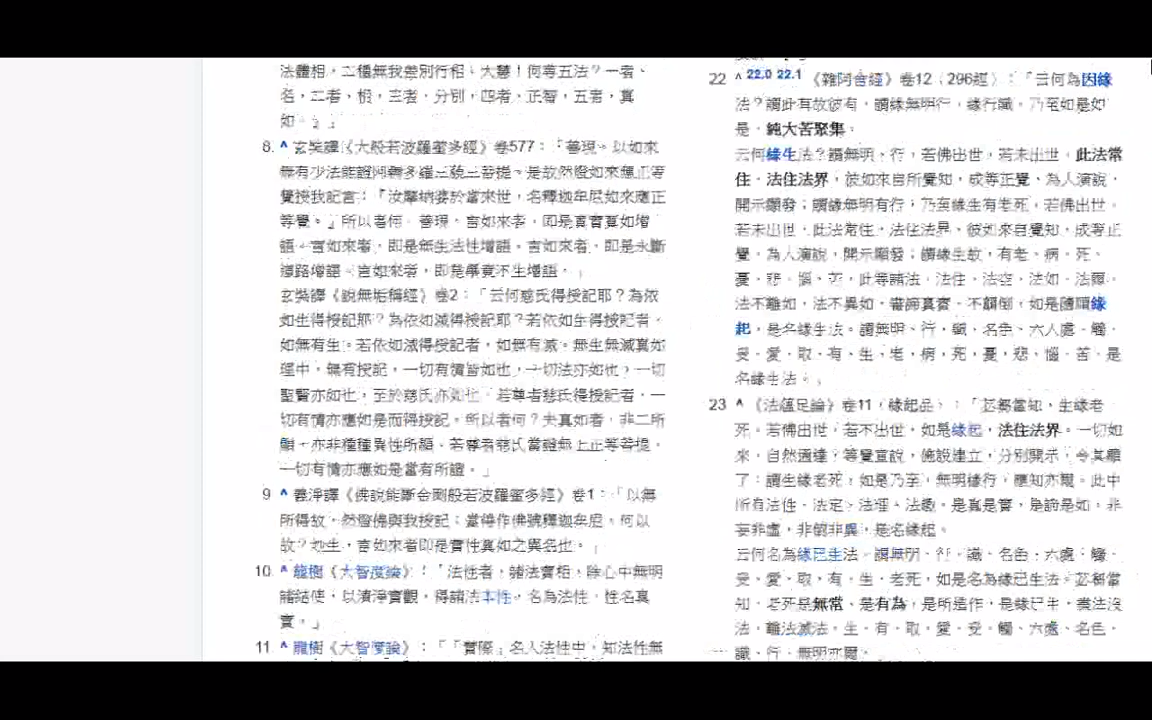 法體相，二種無我差別行相。大慧！何等五法？一者、
名，二者、相，三者、分別，四者、正智，五者、真
如。」
8. ^ 玄奘譯《大般若波羅蜜多經》卷577：「善現。以如來
無有少法能證阿耨多羅三藐三菩提。是故然燈如來應正等
覺授我記言：『汝摩納婆於當來世，名釋迦牟尼如來應正
等覺。』所以者何。善現。言如來者，即是真實真如增
語。言如來者，即是無生法性增語。言如來者，即是永斷
道路增語。言如來者，即是畢竟不生增語。」
玄奘譯《說無垢稱經》卷2：「云何慈氏得授記耶？為依
如生得授記耶？為依如滅得授記耶？若依如生得授記者，
如無有生。若依如滅得授記者，如無有滅。無生無滅真如
理中，無有授記。一切有情皆如也，一切法亦如也，一切
聖賢亦如也，至於慈氏亦如也。若尊者慈氏得授記者，一
切有情亦應如是而得授記。所以者何？夫真如者，非二所
顯，亦非種種異性所顯。若尊者慈氏當證無上正等菩提，
一切有情亦應如是當有所證。」
9 ^ 義淨譯《佛說能斷金剛般若波羅蜜多經》卷1：「以無
所得故，然燈佛與我授記：當得作佛號釋迦牟尼。何以
故？妙生，言如來者即是實性真如之異名也。」
10. ^ 龍樹《大智度論》：「法性者，諸法實相。除心中無明
諸結使，以清淨實觀，得諸法本性，名為法性。性名真
實。」
11. ^ 龍樹《大智度論》：「「實際」名入法性中，知法性無
22 ^ 22.0 22.1 《雜阿含經》卷12（296經）：「云何為因緣
法？謂此有故彼有，謂緣無明行，緣行識，乃至如是如
是，純大苦聚集。
云何緣生法？謂無明、行，若佛出世，若未出世，此法常
住，法住法界，彼如來自所覺知，成等正覺，為人演說，
開示顯發；謂緣無明有行，乃至緣生有老死，若佛出世，
若未出世，此法常住，法住法界，彼如來自覺知，成等正
覺，為人演說，開示顯發；謂緣生故，有老、病、死、
憂、悲、惱、苦，此等諸法，法住、法空、法如、法爾，
法不離如，法不異如，審諦真實、不顛倒，如是隨順緣
起，是名緣生法。謂無明、行、識、名色、六入處、觸、
受、愛、取、有、生、老、病、死、憂、悲、惱、苦，是
名緣生法。」
23 ^ 《法蘊足論》卷11（緣起品）：「苾芻當知，生緣老
死。若佛出世，若不出世，如是緣起，法住法界。一切如
來，自然通達；等覺宣說，施設建立，分別開示，令其顯
了；謂生緣老死，如是乃至，無明緣行，應知亦爾。此中
所有法性、法定、法理、法趣。是真是實，是諦是如，非
妄非虛，非倒非異，是名緣起。
云何名為緣已生法，謂無明、行、識、名色、六處、觸、
受、愛、取、有、生、老死，如是名為緣已生法。苾芻當
知，老死是無常、是有為，是所造作，是緣已生，盡法沒
法，離法滅法，生、有、取、愛、受、觸、六處、名色、
識、行、無明亦爾。